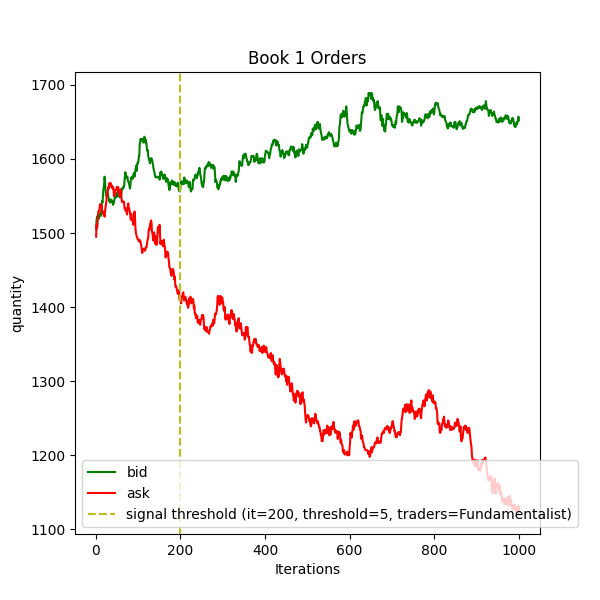 Book 1 Orders
1700
1600
1500
1400
1300
1200
1100
quantity
bid
ask
signal threshold (it=200, threshold=5, traders=Fundamentalist)
0 200 400 600 800 1000
Iterations